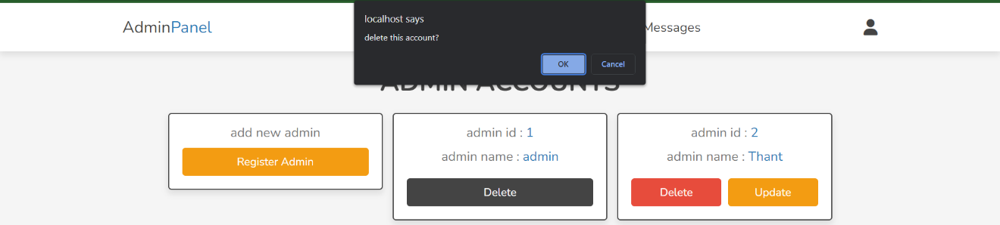 localhost says
delete this account?
OK Cancel
AdminPanel
Messages
ADMIN ACCOUNTS
add new admin
Register Admin
admin id : 1
admin name : admin
Delete
admin id : 2
admin name : Thant
Delete Update